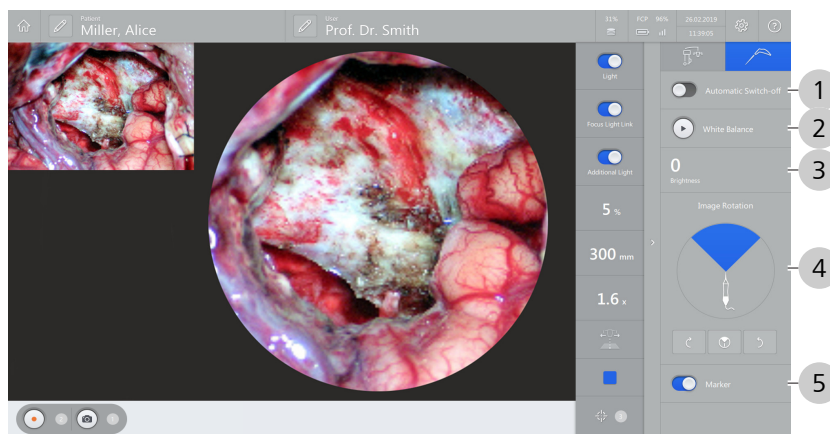 Patient
Miller, Alice
User
Prof. Dr. Smith
31%
FCP 96%
26.02.2019
11:39:05
Light
Focus Light Link
Additional Light
5 %
300 mm
1.6 x
Automatic Switch-off
White Balance
0
Brightness
Image Rotation
Marker
1
2
3
4
5